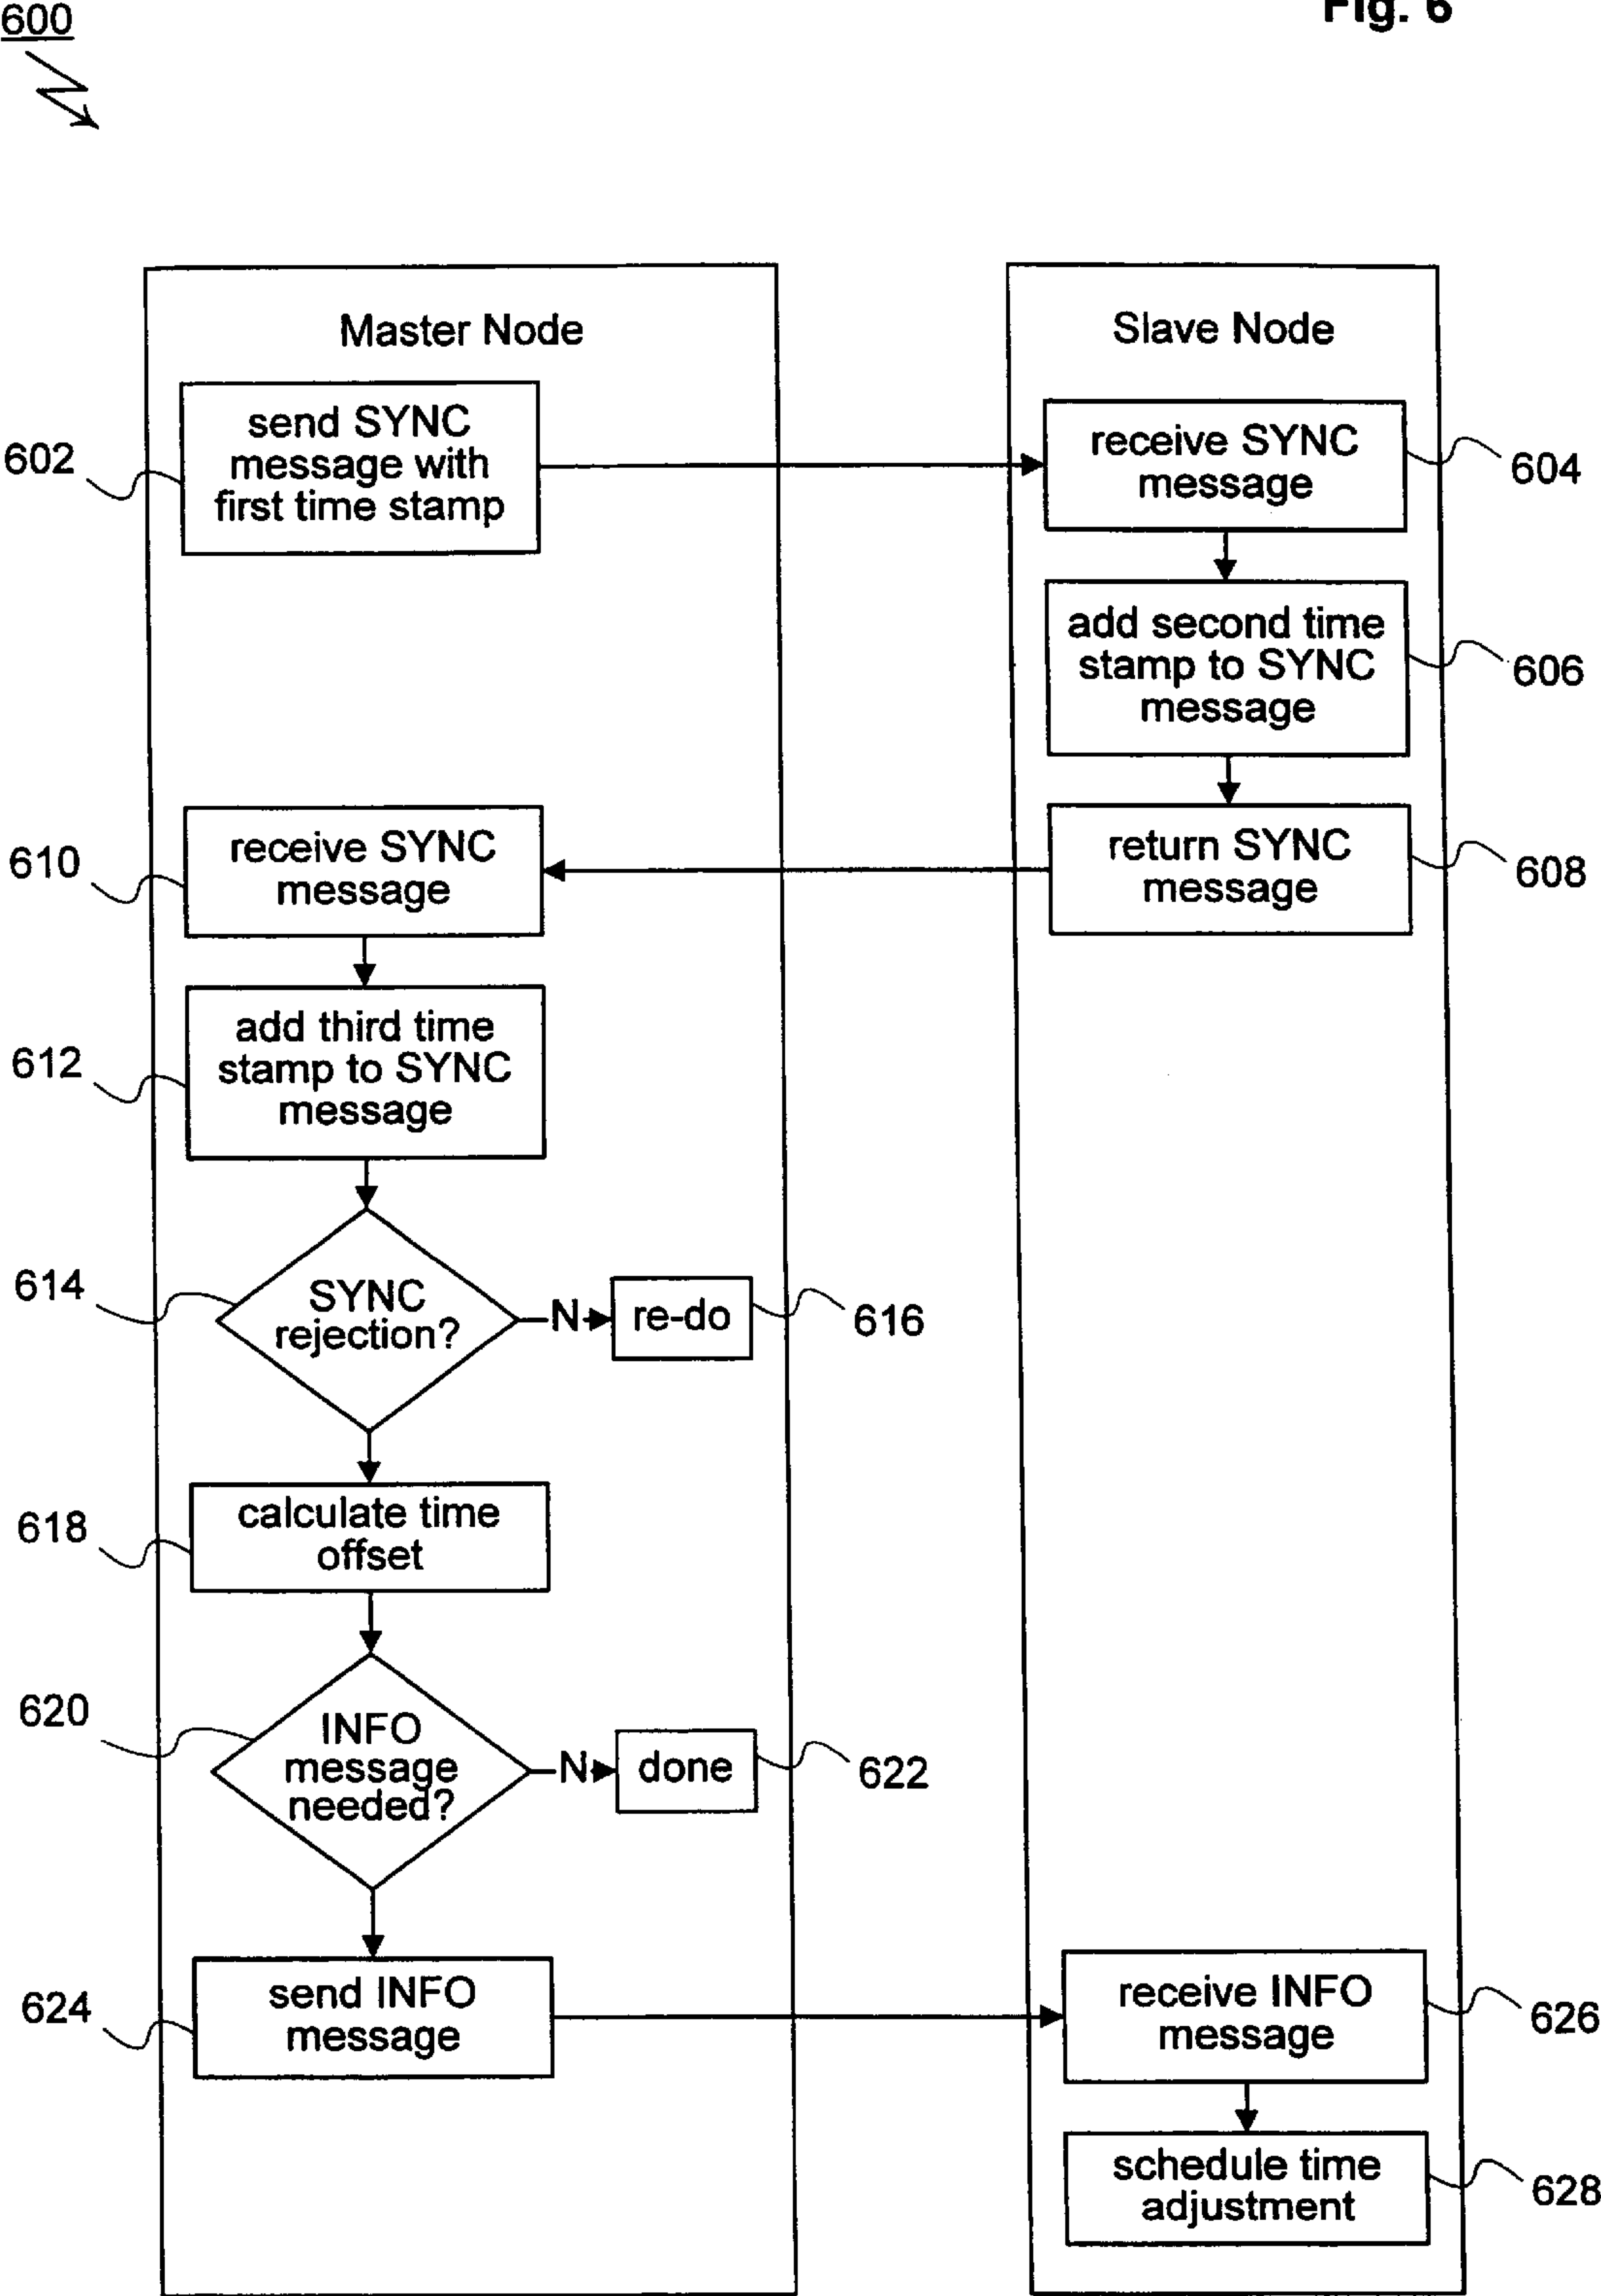 600
Fig. 6
Master Node
Slave Node
send SYNC
message with
first time stamp
602
receive SYNC
message
604
add second time
stamp to SYNC
message
606
return SYNC
message
608
receive SYNC
message
610
add third time
stamp to SYNC
message
612
SYNC
rejection?
614
N
re-do
616
calculate time
offset
618
INFO
message
needed?
620
N
done
622
send INFO
message
624
receive INFO
message
626
schedule time
adjustment
628